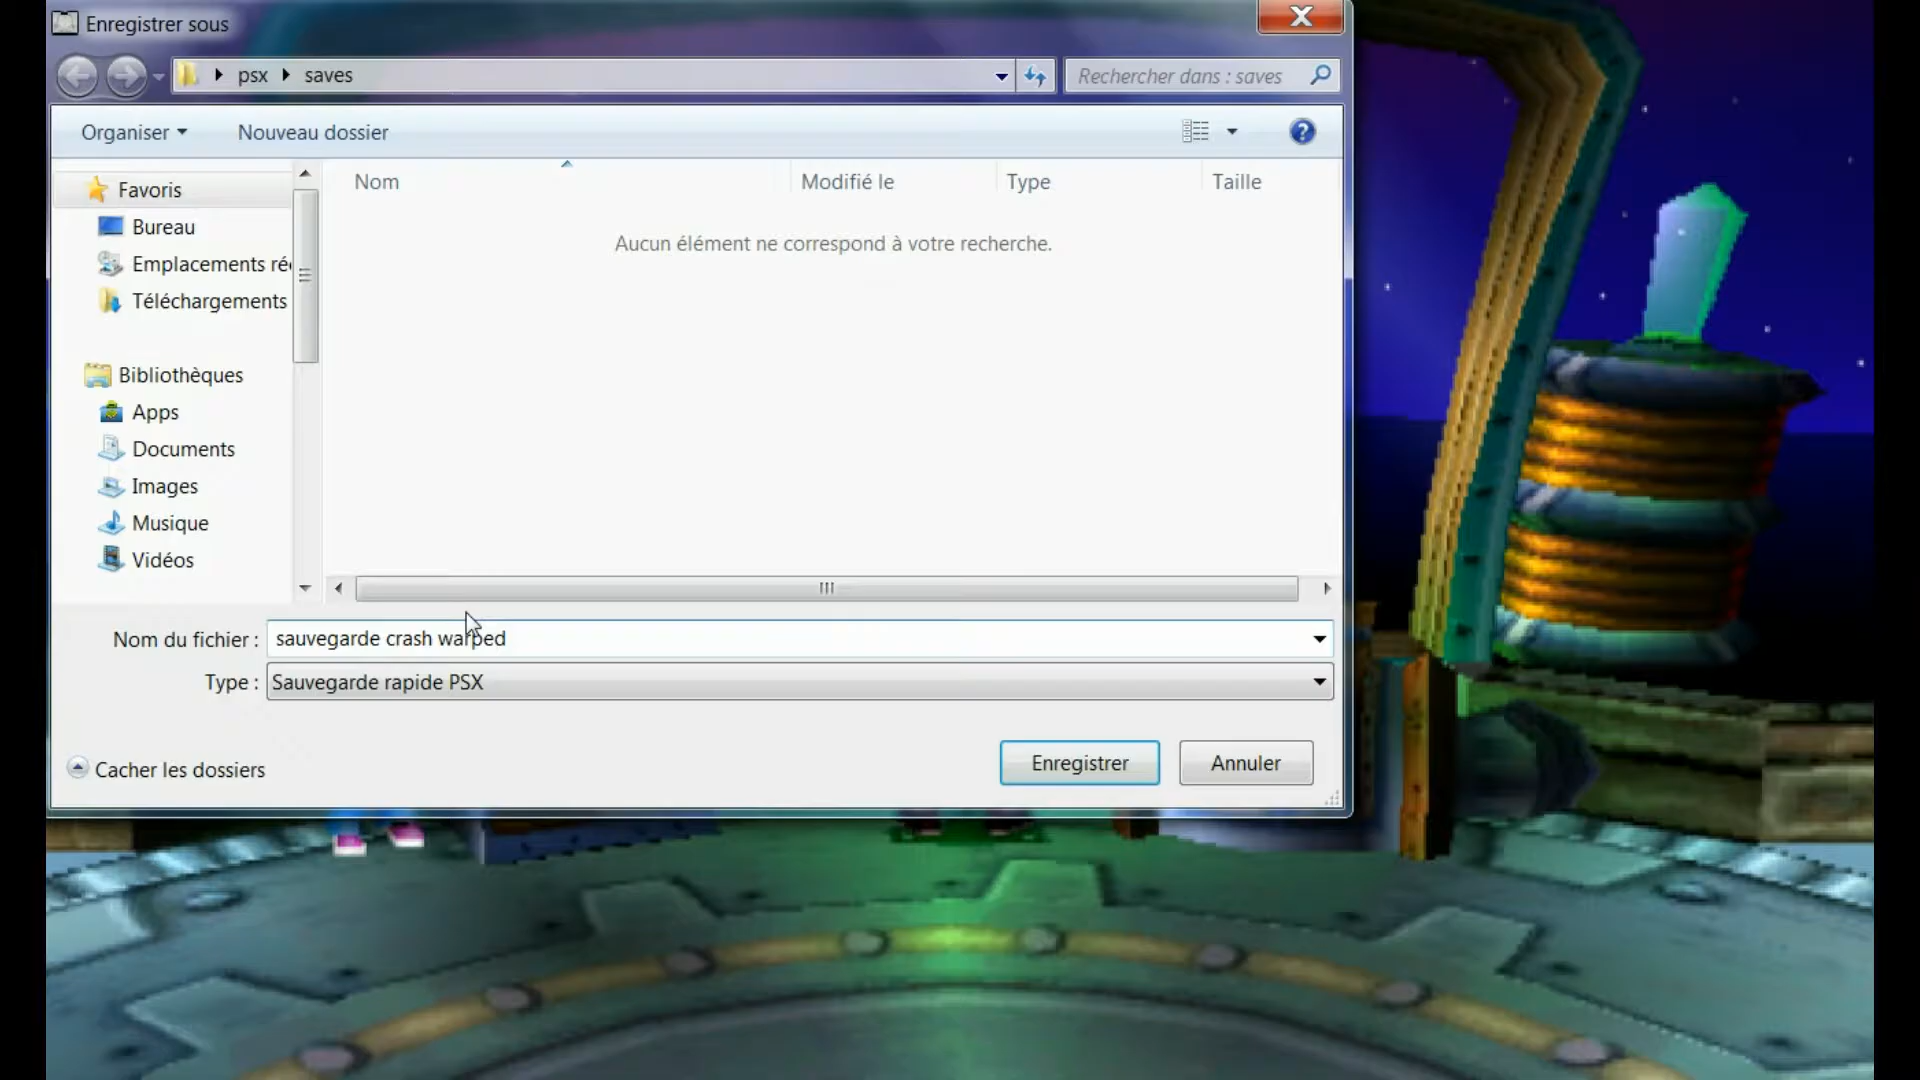 Enregistrer sous
psx saves
Rechercher dans : saves
Organiser
Nouveau dossier
Nom
Modifié le
Type
Taille
Aucun élément ne correspond à votre recherche.
Favoris
Bureau
Emplacements ré
Téléchargements
Bibliothèques
Apps
Documents
Images
Musique
Vidéos
Nom du fichier : sauvegarde crash warped
Type : Sauvegarde rapide PSX
Cacher les dossiers
Enregistrer
Annuler